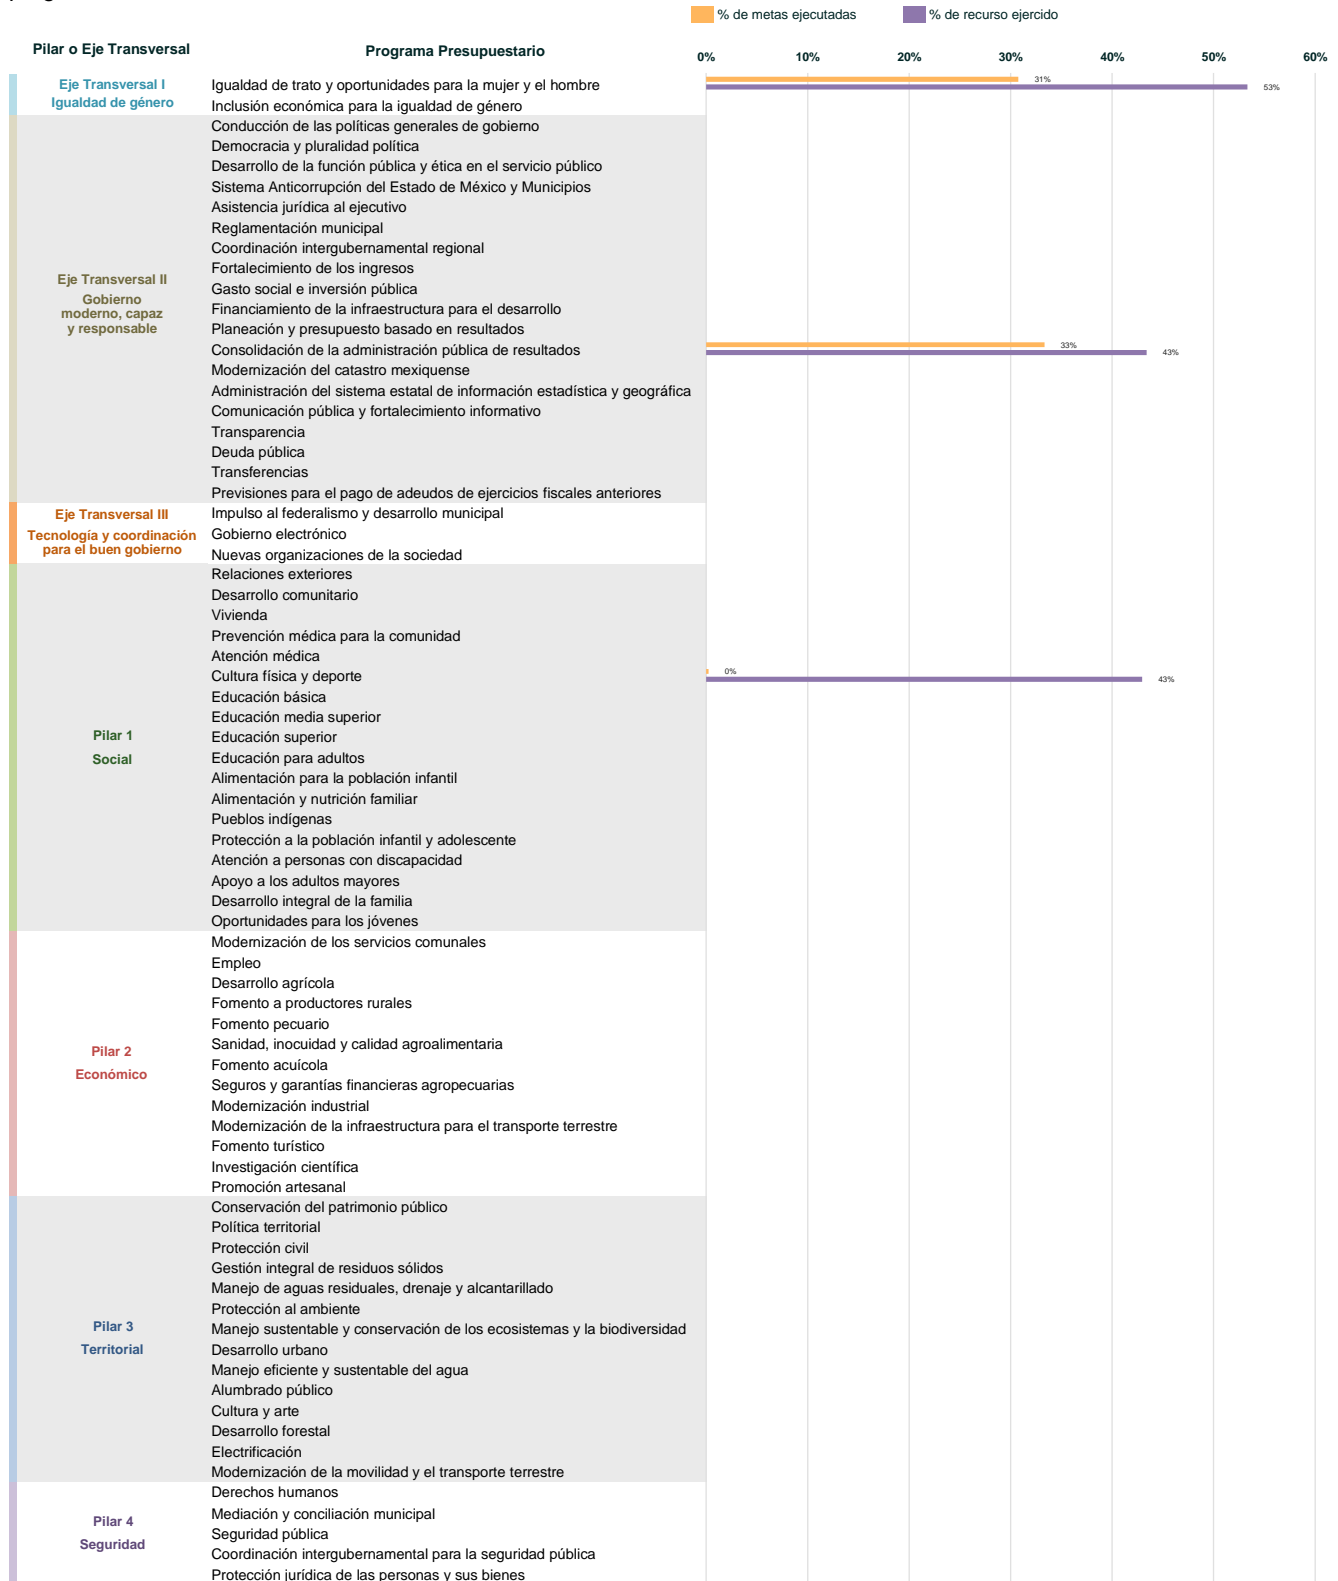 % de metas ejecutadas
% de recurso ejercido
Pilar o Eje Transversal
Programa Presupuestario
0%
10%
20%
30%
40%
50%
60%
Eje Transversal I
Igualdad de género
Igualdad de trato y oportunidades para la mujer y el hombre
31%
53%
Inclusión económica para la igualdad de género
Eje Transversal II
Gobierno
moderno, capaz
y responsable
Conducción de las políticas generales de gobierno
Democracia y pluralidad política
Desarrollo de la función pública y ética en el servicio público
Sistema Anticorrupción del Estado de México y Municipios
Asistencia jurídica al ejecutivo
Reglamentación municipal
Coordinación intergubernamental regional
Fortalecimiento de los ingresos
Gasto social e inversión pública
Financiamiento de la infraestructura para el desarrollo
Planeación y presupuesto basado en resultados
Consolidación de la administración pública de resultados
33%
43%
Modernización del catastro mexiquense
Administración del sistema estatal de información estadística y geográfica
Comunicación pública y fortalecimiento informativo
Transparencia
Deuda pública
Transferencias
Previsiones para el pago de adeudos de ejercicios fiscales anteriores
Eje Transversal III
Tecnología y coordinación
para el buen gobierno
Impulso al federalismo y desarrollo municipal
Gobierno electrónico
Nuevas organizaciones de la sociedad
Pilar 1
Social
Relaciones exteriores
Desarrollo comunitario
Vivienda
Prevención médica para la comunidad
Atención médica
Cultura física y deporte
0%
43%
Educación básica
Educación media superior
Educación superior
Educación para adultos
Alimentación para la población infantil
Alimentación y nutrición familiar
Pueblos indígenas
Protección a la población infantil y adolescente
Atención a personas con discapacidad
Apoyo a los adultos mayores
Desarrollo integral de la familia
Oportunidades para los jóvenes
Pilar 2
Económico
Modernización de los servicios comunales
Empleo
Desarrollo agrícola
Fomento a productores rurales
Fomento pecuario
Sanidad, inocuidad y calidad agroalimentaria
Fomento acuícola
Seguros y garantías financieras agropecuarias
Modernización industrial
Modernización de la infraestructura para el transporte terrestre
Fomento turístico
Investigación científica
Promoción artesanal
Pilar 3
Territorial
Conservación del patrimonio público
Política territorial
Protección civil
Gestión integral de residuos sólidos
Manejo de aguas residuales, drenaje y alcantarillado
Protección al ambiente
Manejo sustentable y conservación de los ecosistemas y la biodiversidad
Desarrollo urbano
Manejo eficiente y sustentable del agua
Alumbrado público
Cultura y arte
Desarrollo forestal
Electrificación
Modernización de la movilidad y el transporte terrestre
Pilar 4
Seguridad
Derechos humanos
Mediación y conciliación municipal
Seguridad pública
Coordinación intergubernamental para la seguridad pública
Protección jurídica de las personas y sus bienes